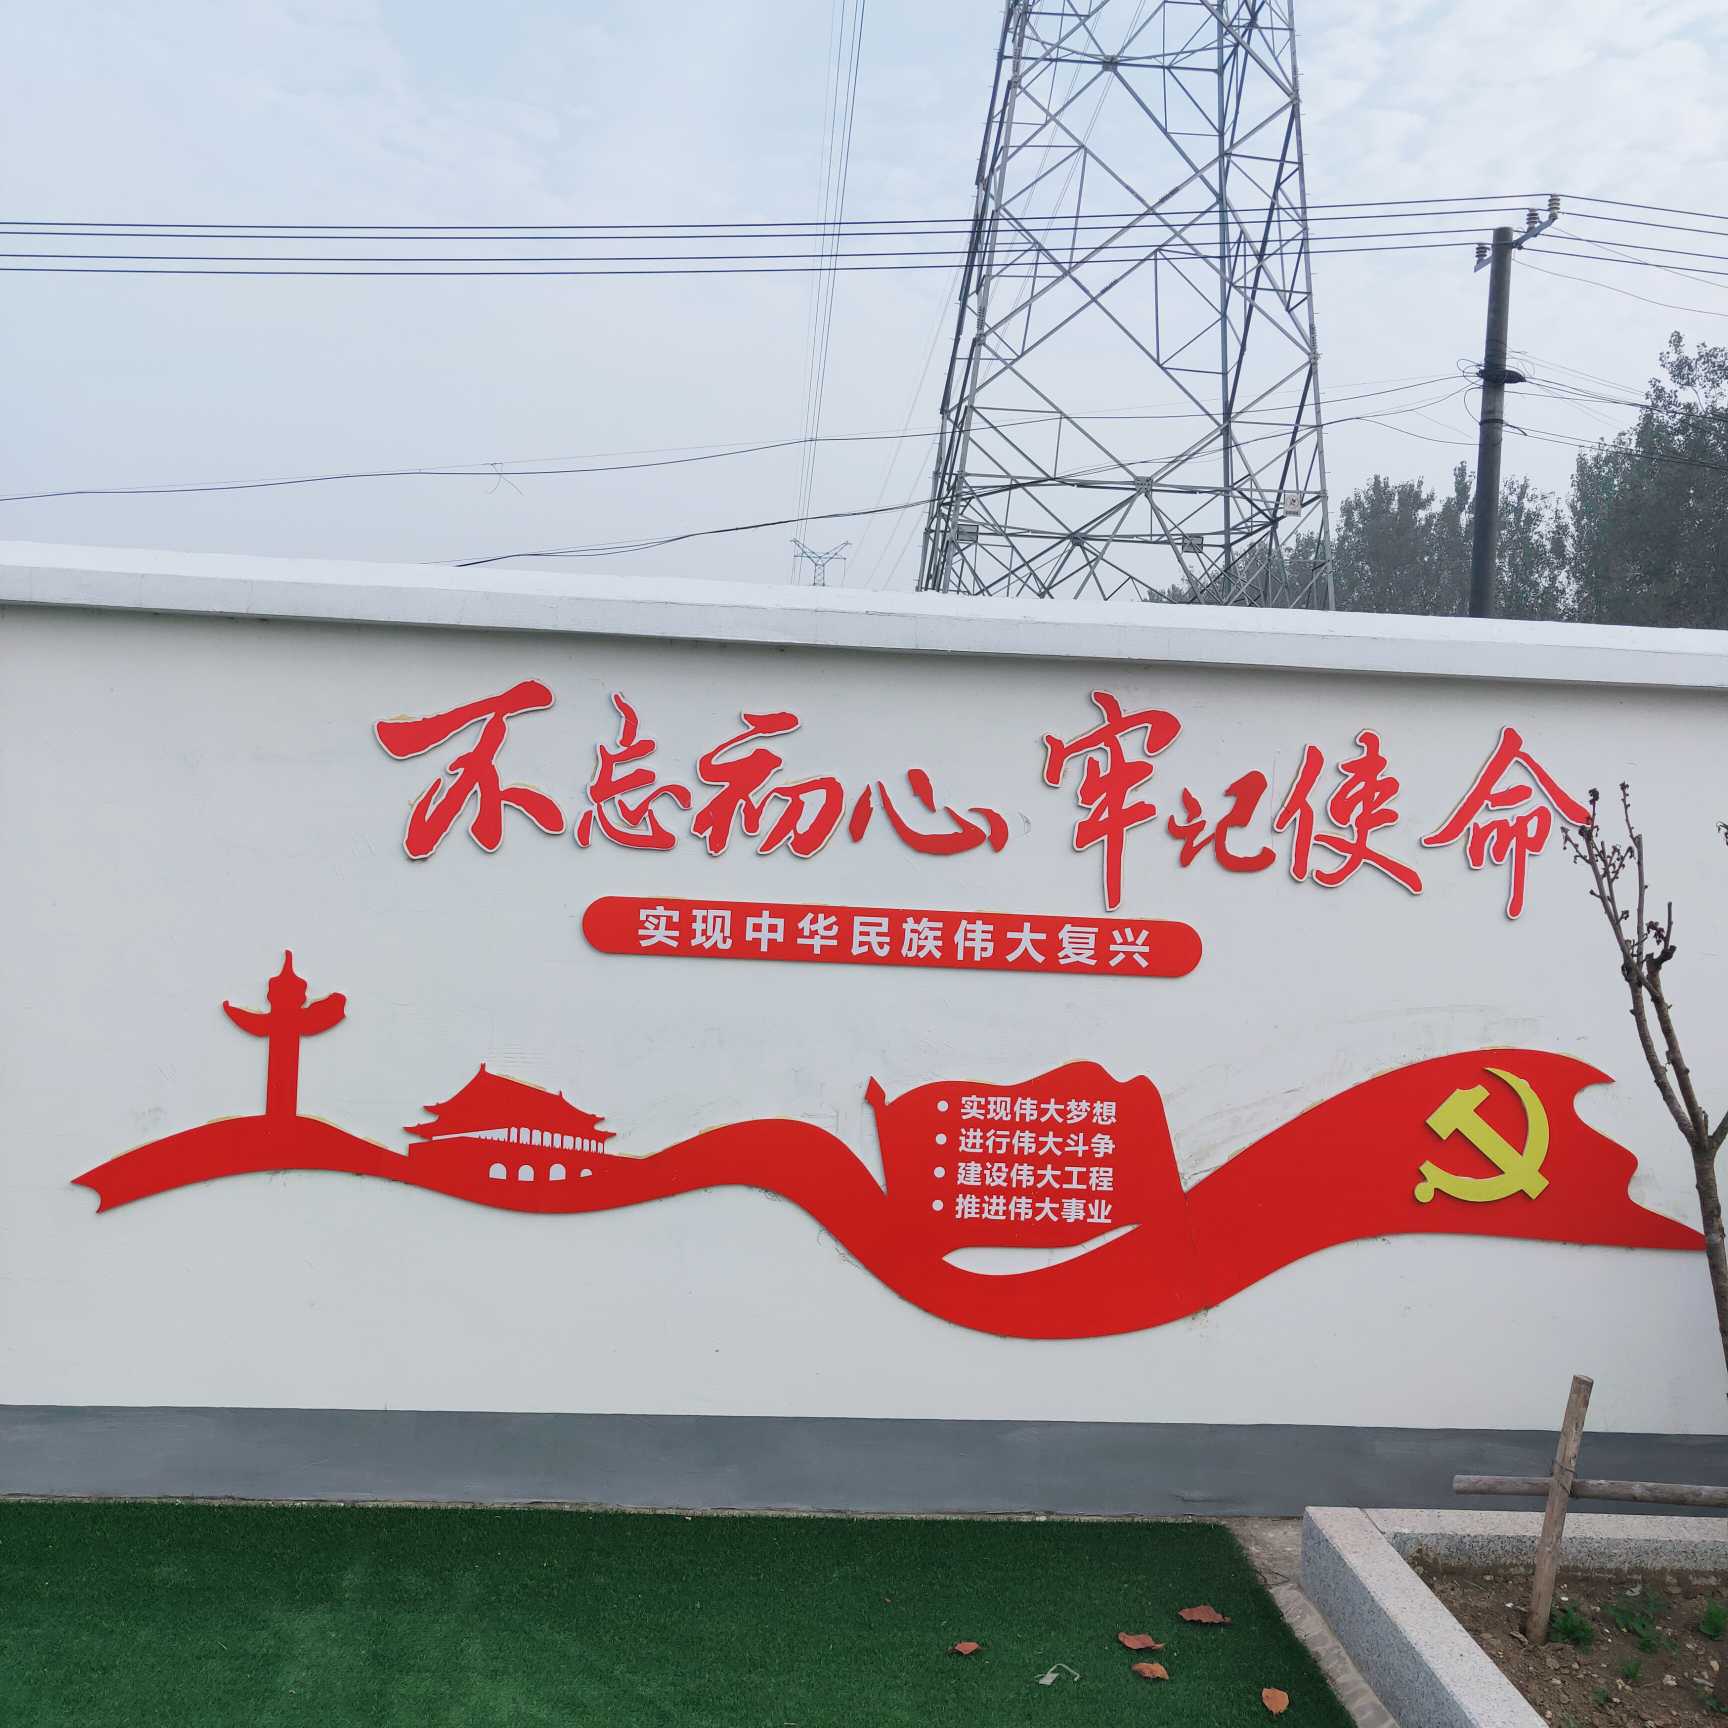 不忘初心 牢记使命
实现中华民族伟大复兴
• 实现伟大梦想
• 进行伟大斗争
• 建设伟大工程
• 推进伟大事业